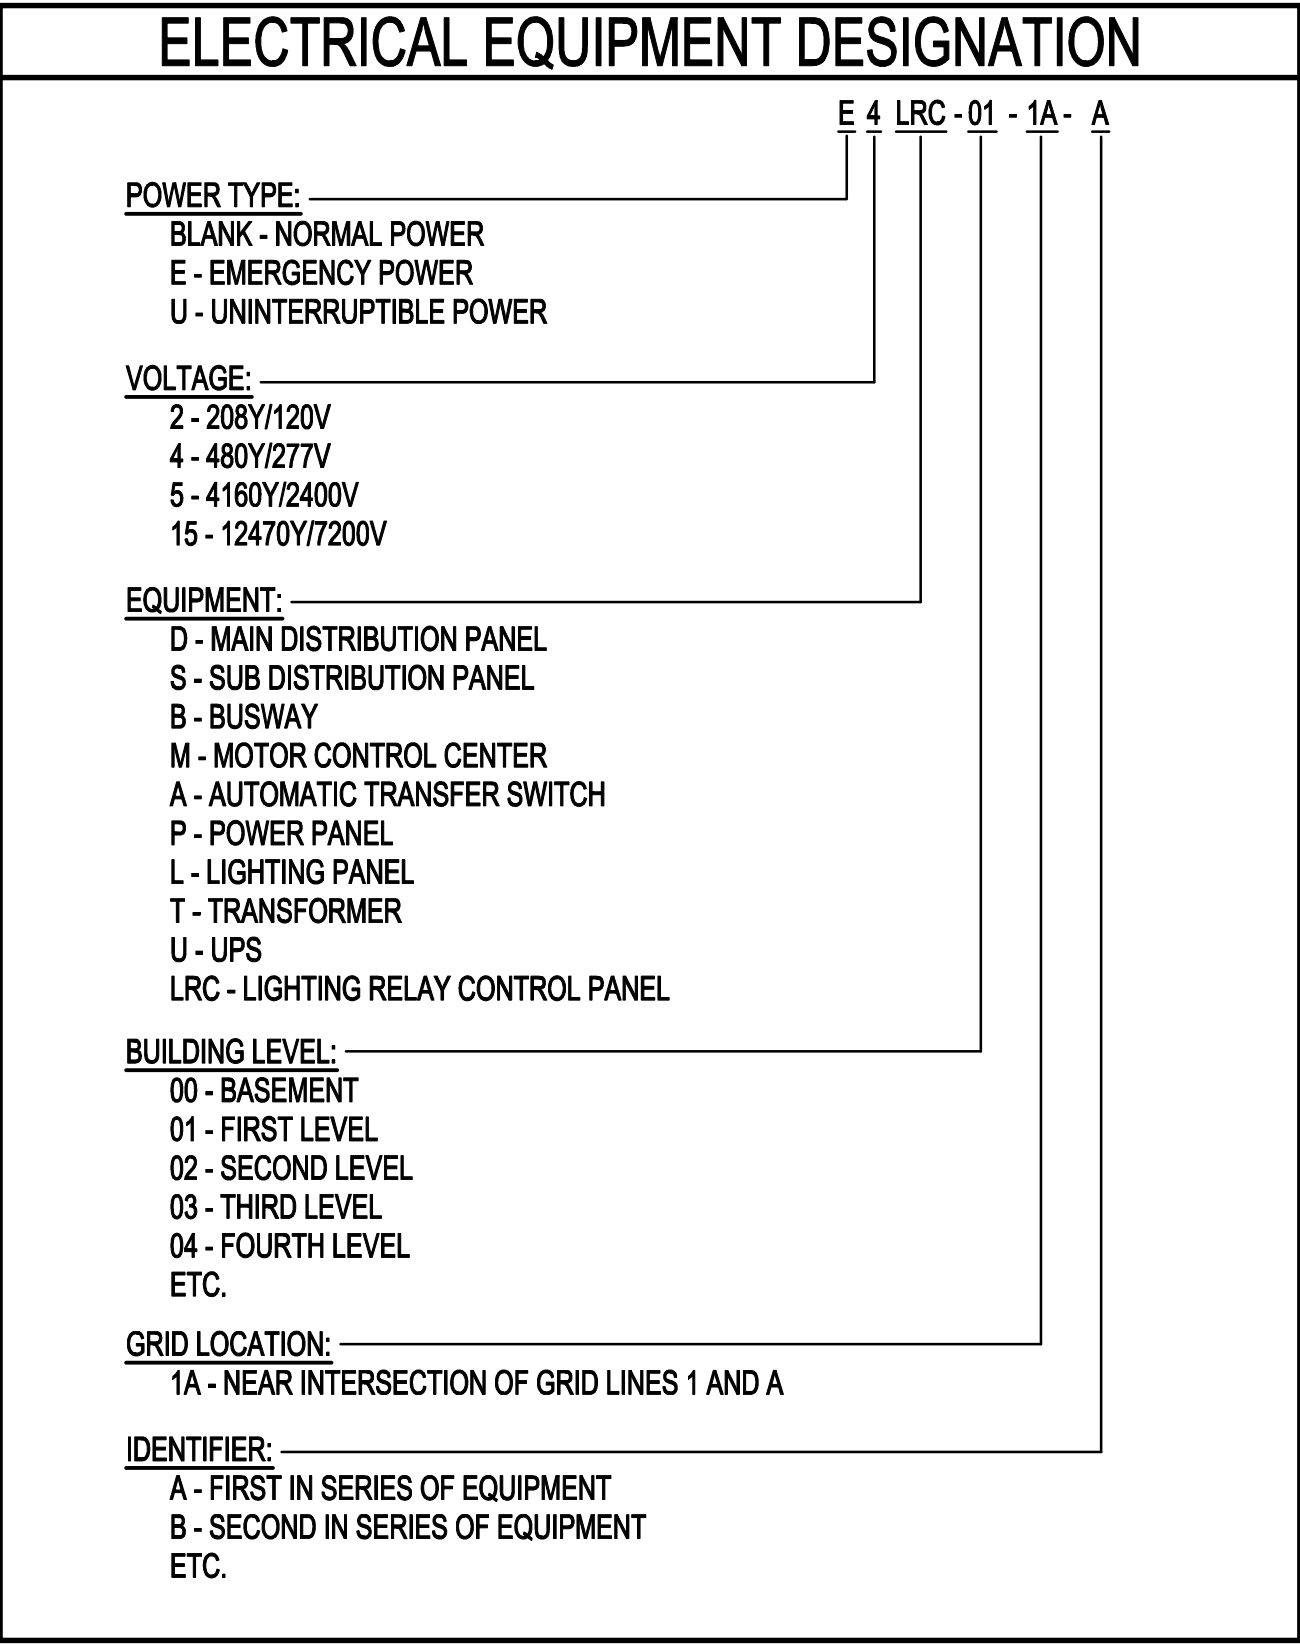 ELECTRICAL EQUIPMENT DESIGNATION
E 4 LRC - 01 - 1A - A
POWER TYPE:
BLANK - NORMAL POWER
E - EMERGENCY POWER
U - UNINTERRUPTIBLE POWER
VOLTAGE:
2 - 208Y/120V
4 - 480Y/277V
5 - 4160Y/2400V
15 - 12470Y/7200V
EQUIPMENT:
D - MAIN DISTRIBUTION PANEL
S - SUB DISTRIBUTION PANEL
B - BUSWAY
M - MOTOR CONTROL CENTER
A - AUTOMATIC TRANSFER SWITCH
P - POWER PANEL
L - LIGHTING PANEL
T - TRANSFORMER
U - UPS
LRC - LIGHTING RELAY CONTROL PANEL
BUILDING LEVEL:
00 - BASEMENT
01 - FIRST LEVEL
02 - SECOND LEVEL
03 - THIRD LEVEL
04 - FOURTH LEVEL
ETC.
GRID LOCATION:
1A - NEAR INTERSECTION OF GRID LINES 1 AND A
IDENTIFIER:
A - FIRST IN SERIES OF EQUIPMENT
B - SECOND IN SERIES OF EQUIPMENT
ETC.